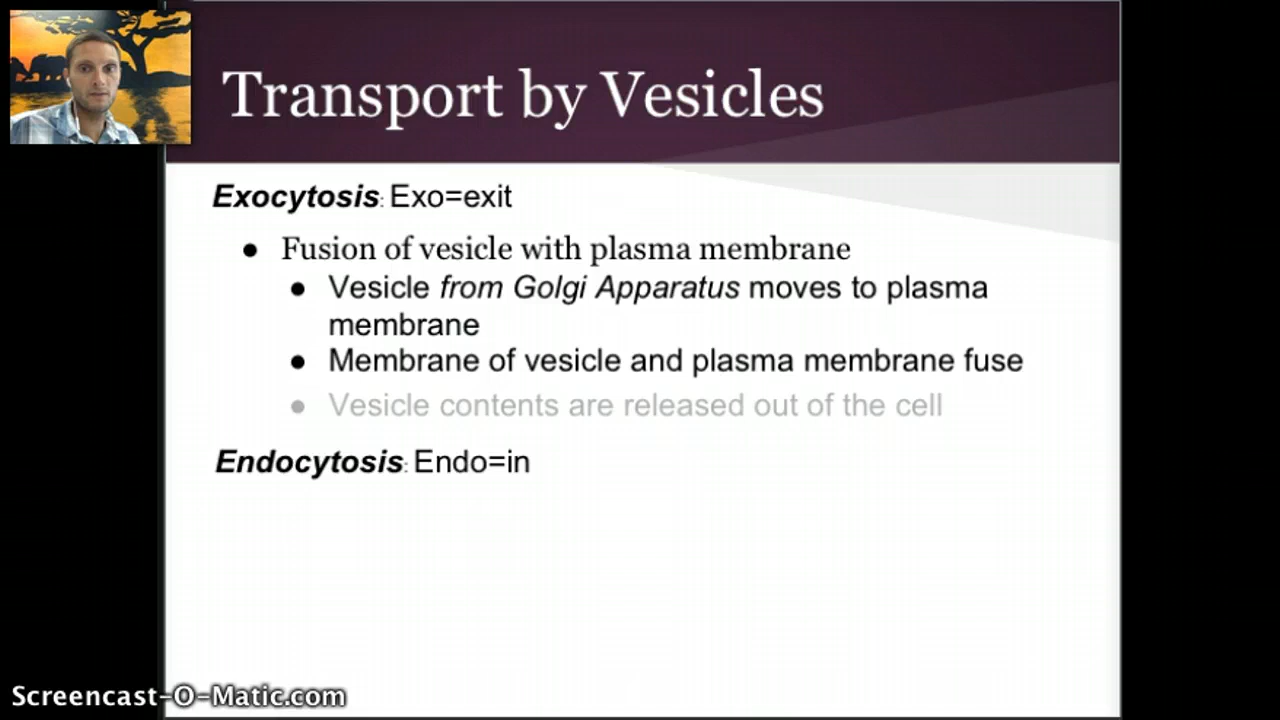 Transport by Vesicles
Exocytosis: Exo=exit
● Fusion of vesicle with plasma membrane
● Vesicle from Golgi Apparatus moves to plasma
membrane
● Membrane of vesicle and plasma membrane fuse
● Vesicle contents are released out of the cell
Endocytosis: Endo=in
Screencast-O-Matic.com